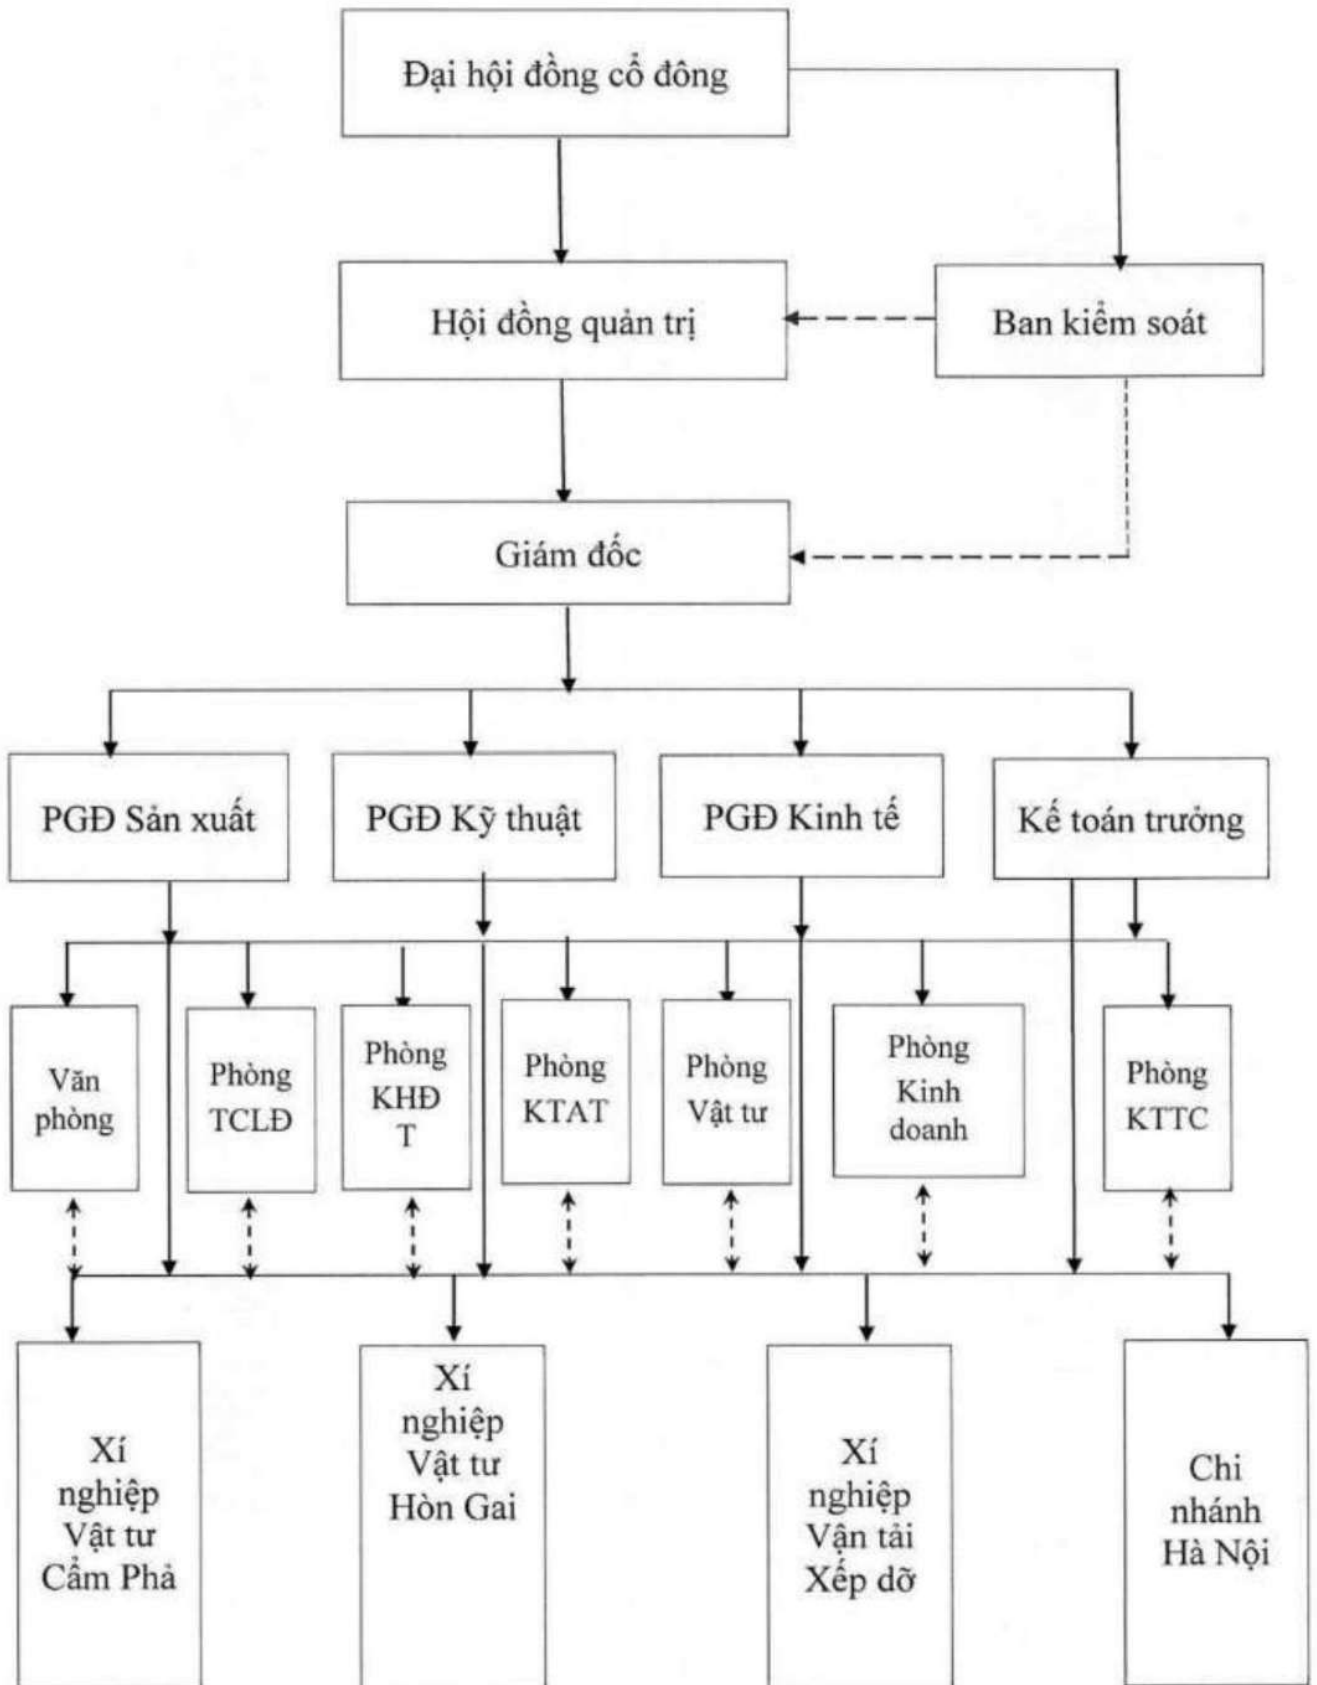 Đại hội đồng cổ đông
Hội đồng quản trị
Ban kiểm soát
Giám đốc
PGĐ Sản xuất
PGĐ Kỹ thuật
PGĐ Kinh tế
Kế toán trưởng
Văn
phòng
Phòng
TCLĐ
Phòng
KHĐ
T
Phòng
KTAT
Phòng
Vật tư
Phòng
Kinh
doanh
Phòng
KTTC
Xí
nghiệp
Vật tư
Cẩm Phả
Xí
nghiệp
Vật tư
Hòn Gai
Xí
nghiệp
Vận tải
Xếp dỡ
Chi
nhánh
Hà Nội